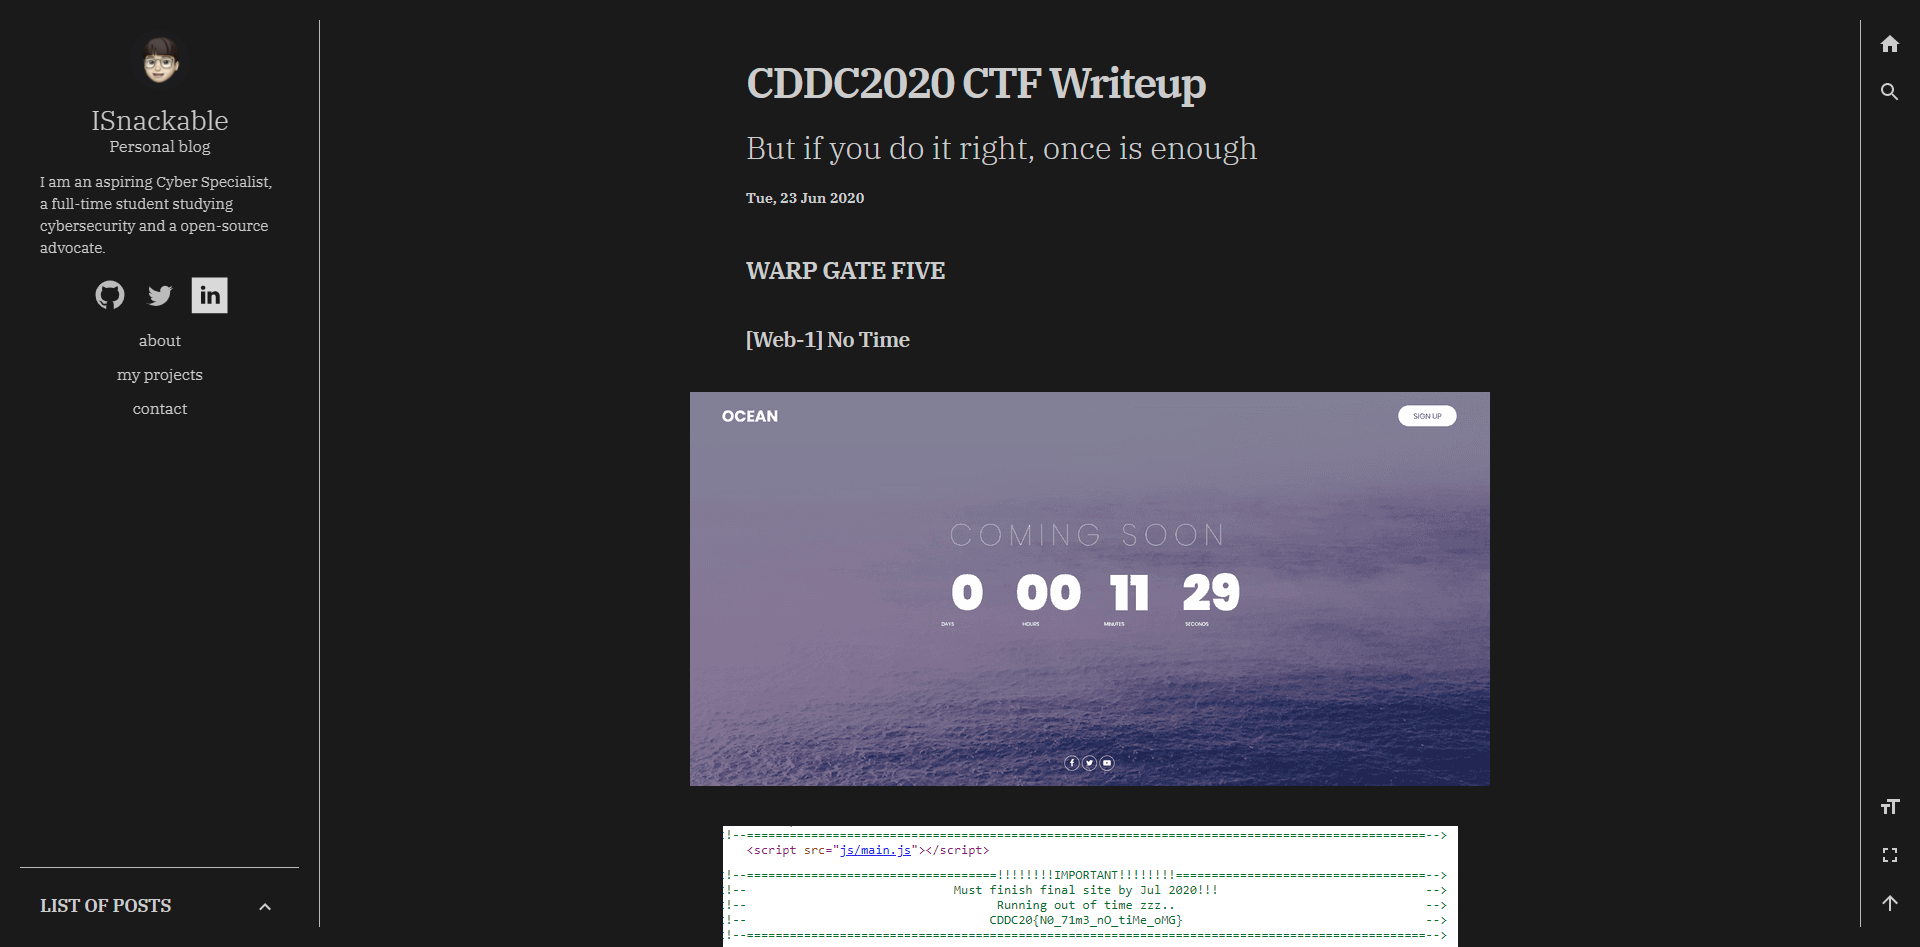 ISnackable
Personal blog
I am an aspiring Cyber Specialist,
a full-time student studying
cybersecurity and a open-source
advocate.
in
about
my projects
contact
LIST OF POSTS
CDDC2020 CTF Writeup
But if you do it right, once is enough
Tue, 23 Jun 2020
WARP GATE FIVE
[Web-1] No Time
OCEAN
SIGN UP
COMING SOON
0 00 11 29
DAYS HOURS MINUTES SECONDS
!--===============================================================================================-->
<script src="js/main.js"></script>
!--===================================!!!!!!!!IMPORTANT!!!!!!!!===================================-->
!-- Must finish final site by Jul 2020!!! -->
!-- Running out of time zzz.. -->
!-- CDDC20{N0_71m3_nO_tiMe_oMG} -->
!--===============================================================================================-->